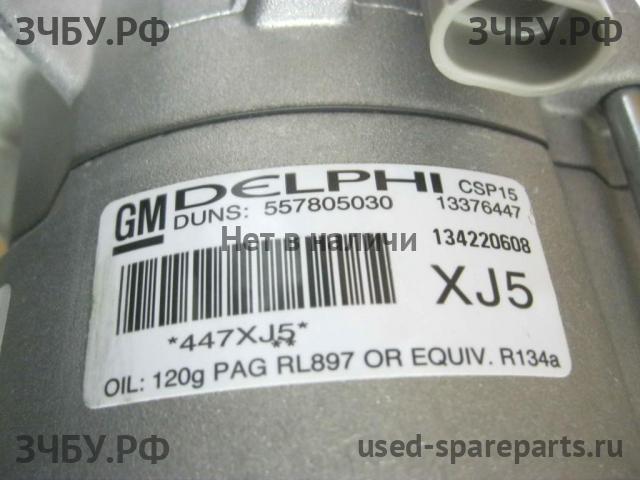 ЗЧБУ.РФ
ЗЧБУ.РФ
GM DELPHI CSP15
DUNS: 557805030 13376447
Нет в наличи
134220608
XJ5
*447XJ5*
**
OIL: 120g PAG RL897 OR EQUIV. R134a
ЗЧБУ.РФ
used-spareparts.ru